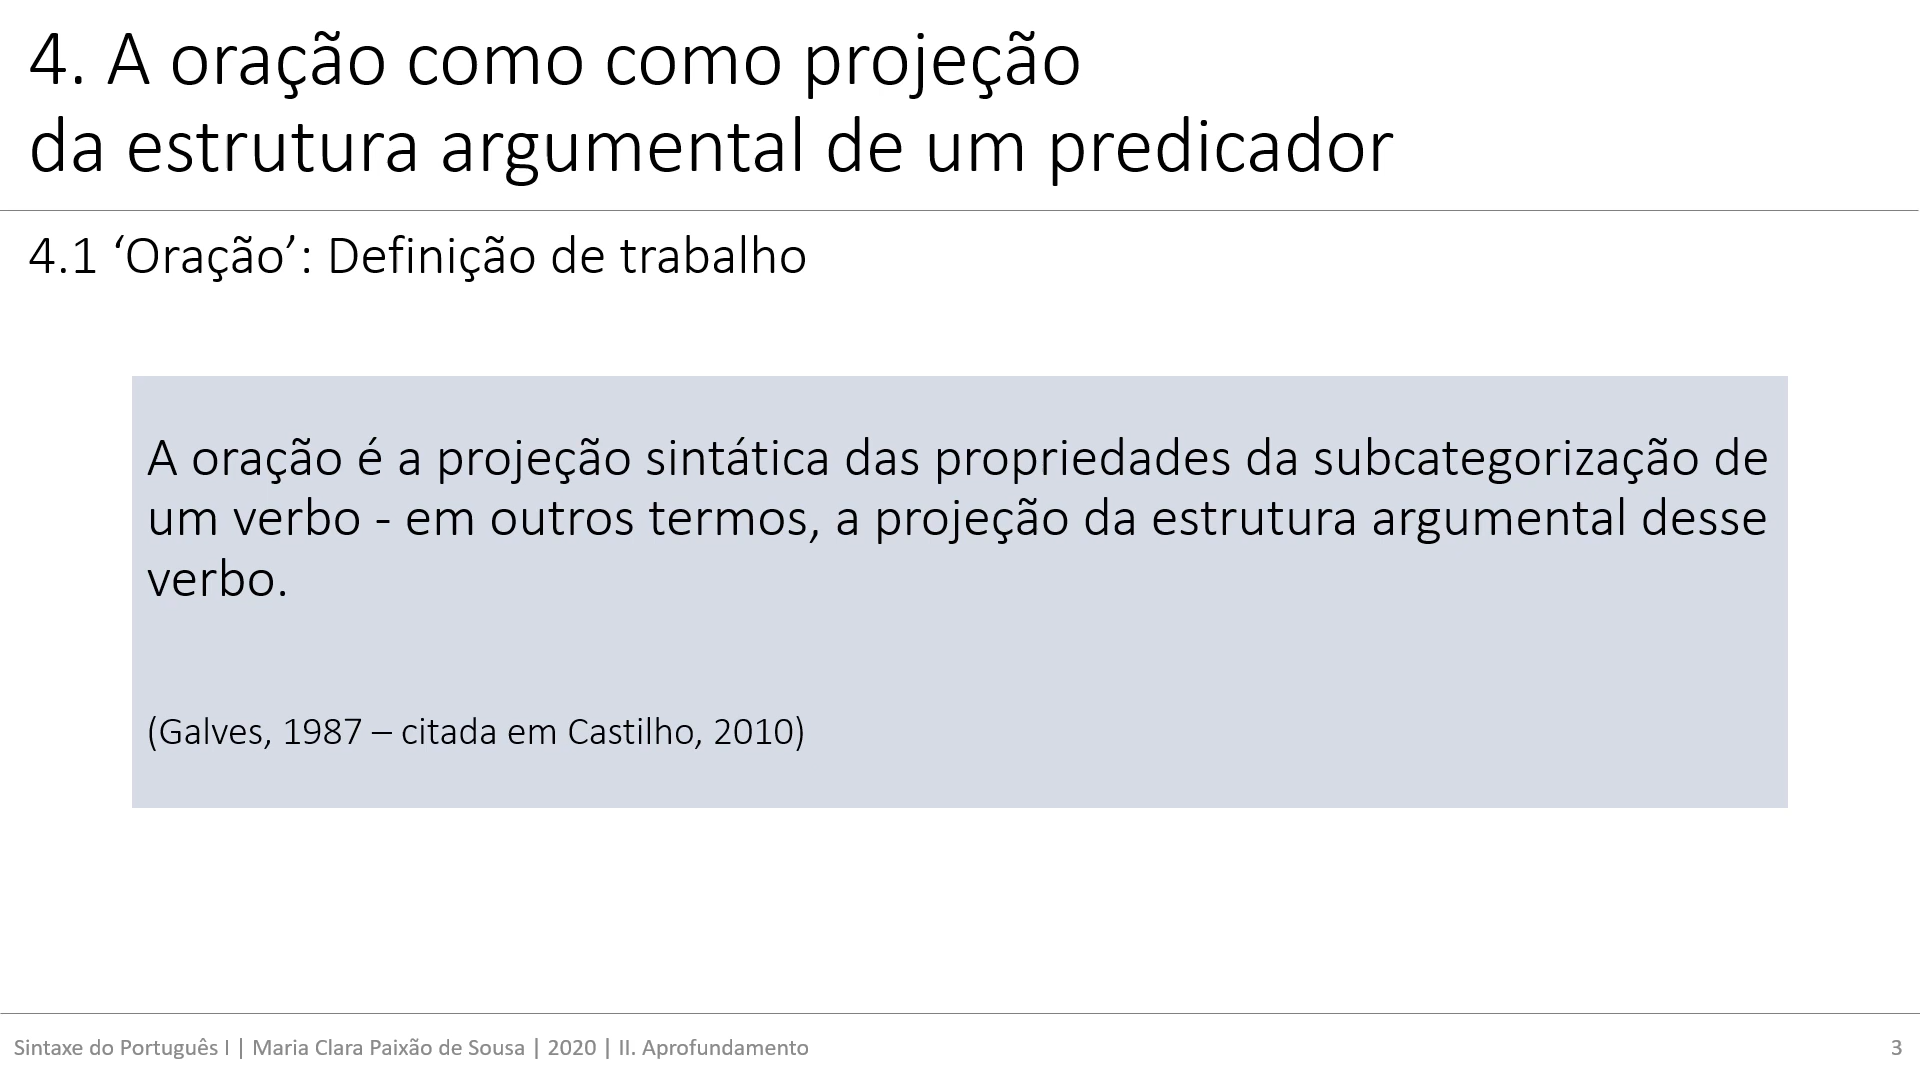 4. A oração como como projeção
da estrutura argumental de um predicador
4.1 ‘Oração’: Definição de trabalho
A oração é a projeção sintática das propriedades da subcategorização de
um verbo - em outros termos, a projeção da estrutura argumental desse
verbo.
(Galves, 1987 – citada em Castilho, 2010)
Sintaxe do Português I | Maria Clara Paixão de Sousa | 2020 | II. Aprofundamento
3